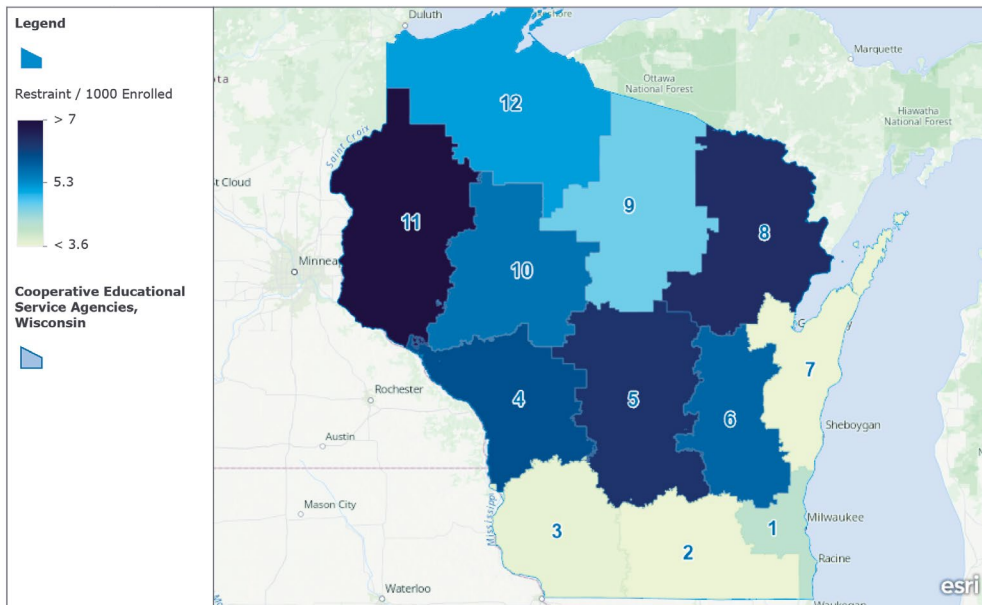 Legend
Restraint / 1000 Enrolled
> 7
5.3
< 3.6
Cooperative Educational
Service Agencies,
Wisconsin
Duluth
Marquette
Ottawa
National Forest
Hiawatha
National Forest
12
Saint Croix
St Cloud
11
9
8
Minnea
10
7
Rochester
4
5
6
Sheboygan
Austin
Mason City
Mississippi
3
2
1
Milwaukee
Racine
Waterloo
Waukegan
esri